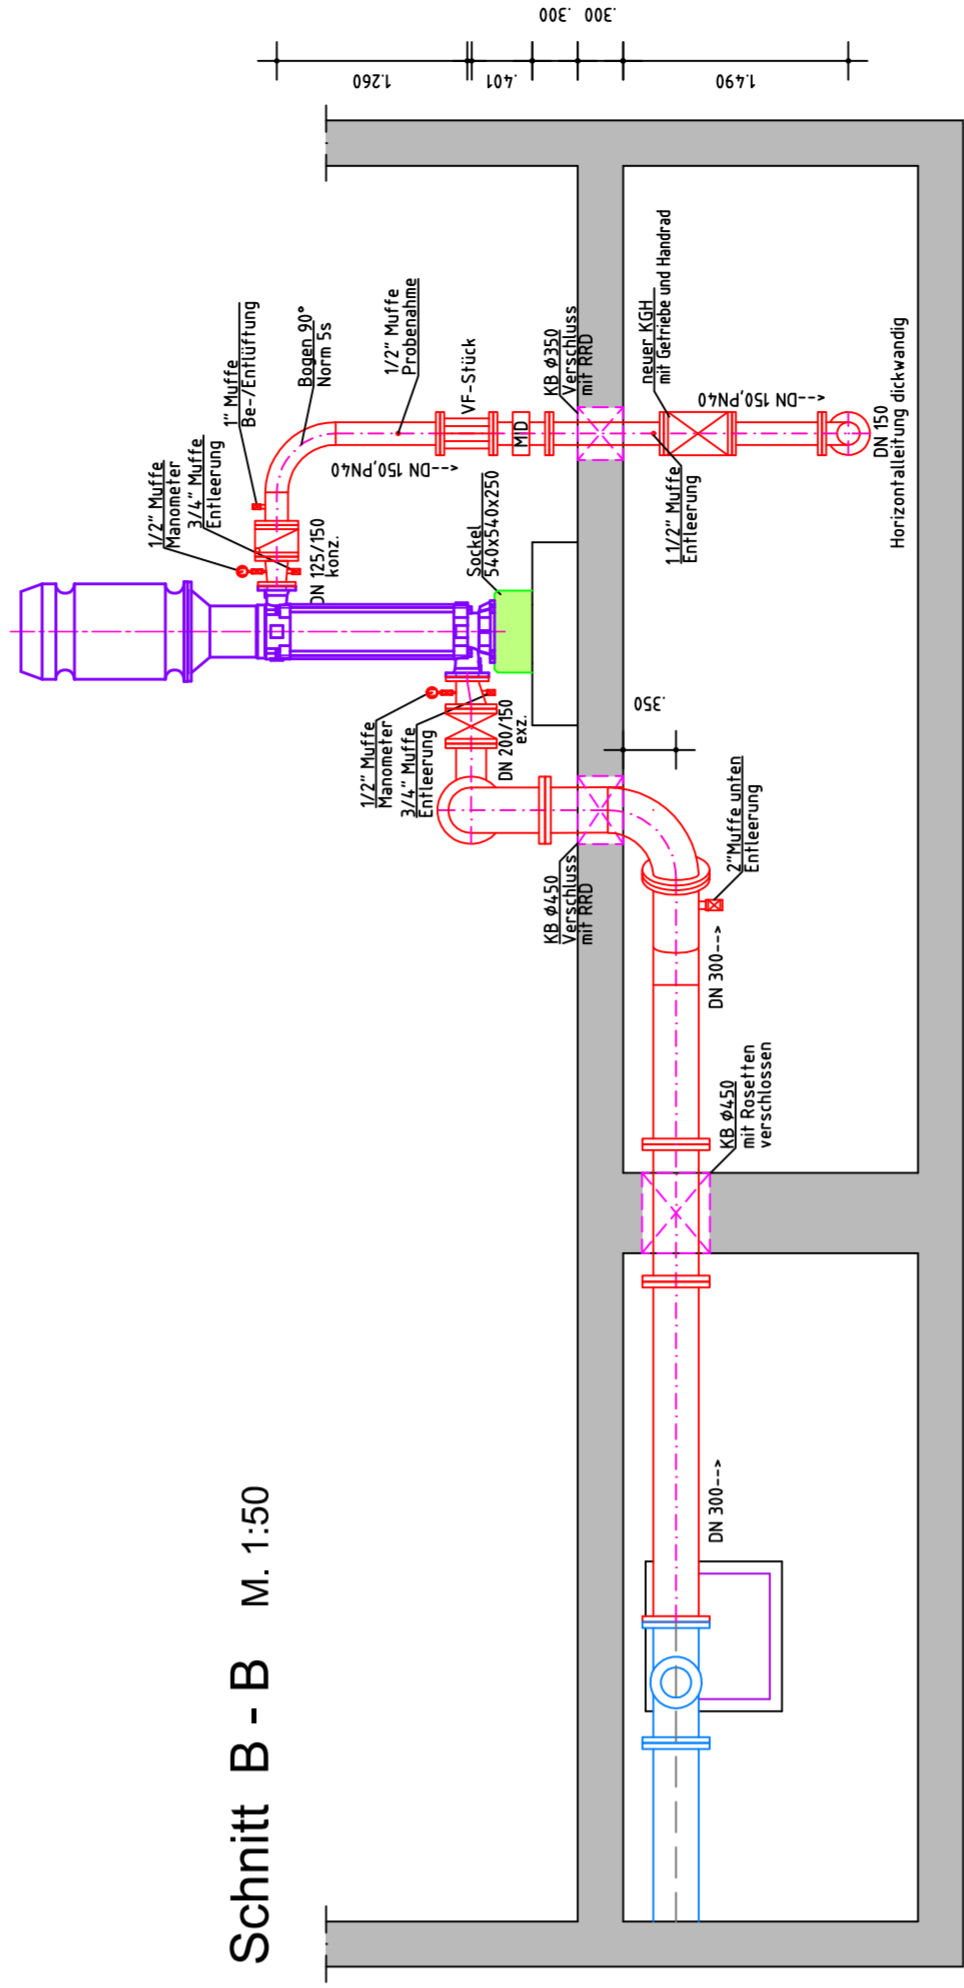 Schnitt B - B M. 1:50
1/2" Muffe
Manometer
3/4" Muffe
Entleerung
1" Muffe
Be-/Entlüftung
Bogen 90°
Norm 5s
1/2" Muffe
Probenahme
VF-Stück
MID
<---DN 150,PN40
DN 125/150
konz.
Sockel
540x540x250
1/2" Muffe
Manometer
3/4" Muffe
Entleerung
DN 200/150
exz.
KB ø350
Verschluss
mit RRD
KB ø450
Verschluss
mit RRD
neuer KGH
mit Getriebe und Handrad
1 1/2" Muffe
Entleerung
<---DN 150,PN40
DN 150
Horizontalleitung dickwandig
2"Muffe unten
Entleerung
DN 300--->
KB ø450
mit Rosetten
verschlossen
DN 300--->
.350
1.260
.401
.300
.300
1.490